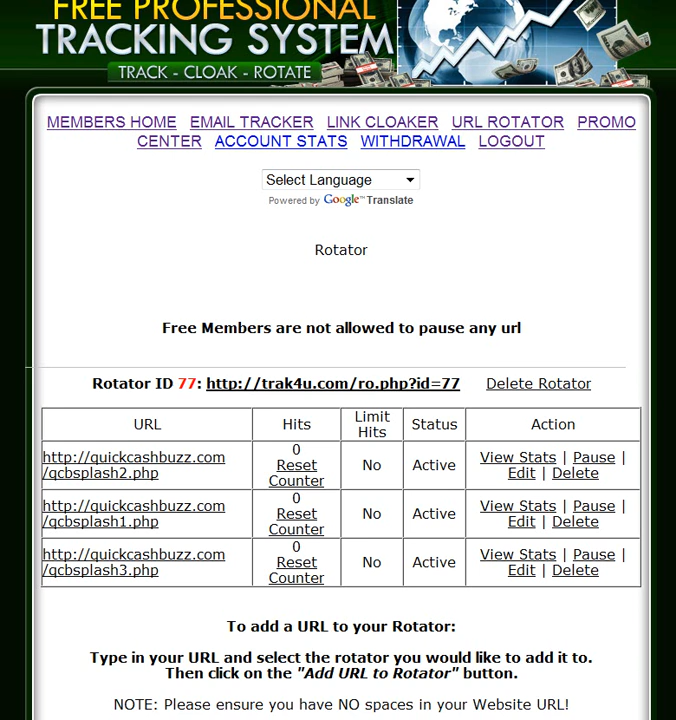 FREE PROFESSIONAL
TRACKING SYSTEM
TRACK - CLOAK - ROTATE
MEMBERS HOME EMAIL TRACKER LINK CLOAKER URL ROTATOR PROMO
CENTER ACCOUNT STATS WITHDRAWAL LOGOUT
Select Language
Powered by Google™ Translate
Rotator
Free Members are not allowed to pause any url
Rotator ID 77: http://trak4u.com/ro.php?id=77 Delete Rotator
URL Hits Limit Hits Status Action
http://quickcashbuzz.com
/qcbsplash2.php
0
Reset
Counter
No
Active
View Stats | Pause |
Edit | Delete
http://quickcashbuzz.com
/qcbsplash1.php
0
Reset
Counter
No
Active
View Stats | Pause |
Edit | Delete
http://quickcashbuzz.com
/qcbsplash3.php
0
Reset
Counter
No
Active
View Stats | Pause |
Edit | Delete
To add a URL to your Rotator:
Type in your URL and select the rotator you would like to add it to.
Then click on the "Add URL to Rotator" button.
NOTE: Please ensure you have NO spaces in your Website URL!